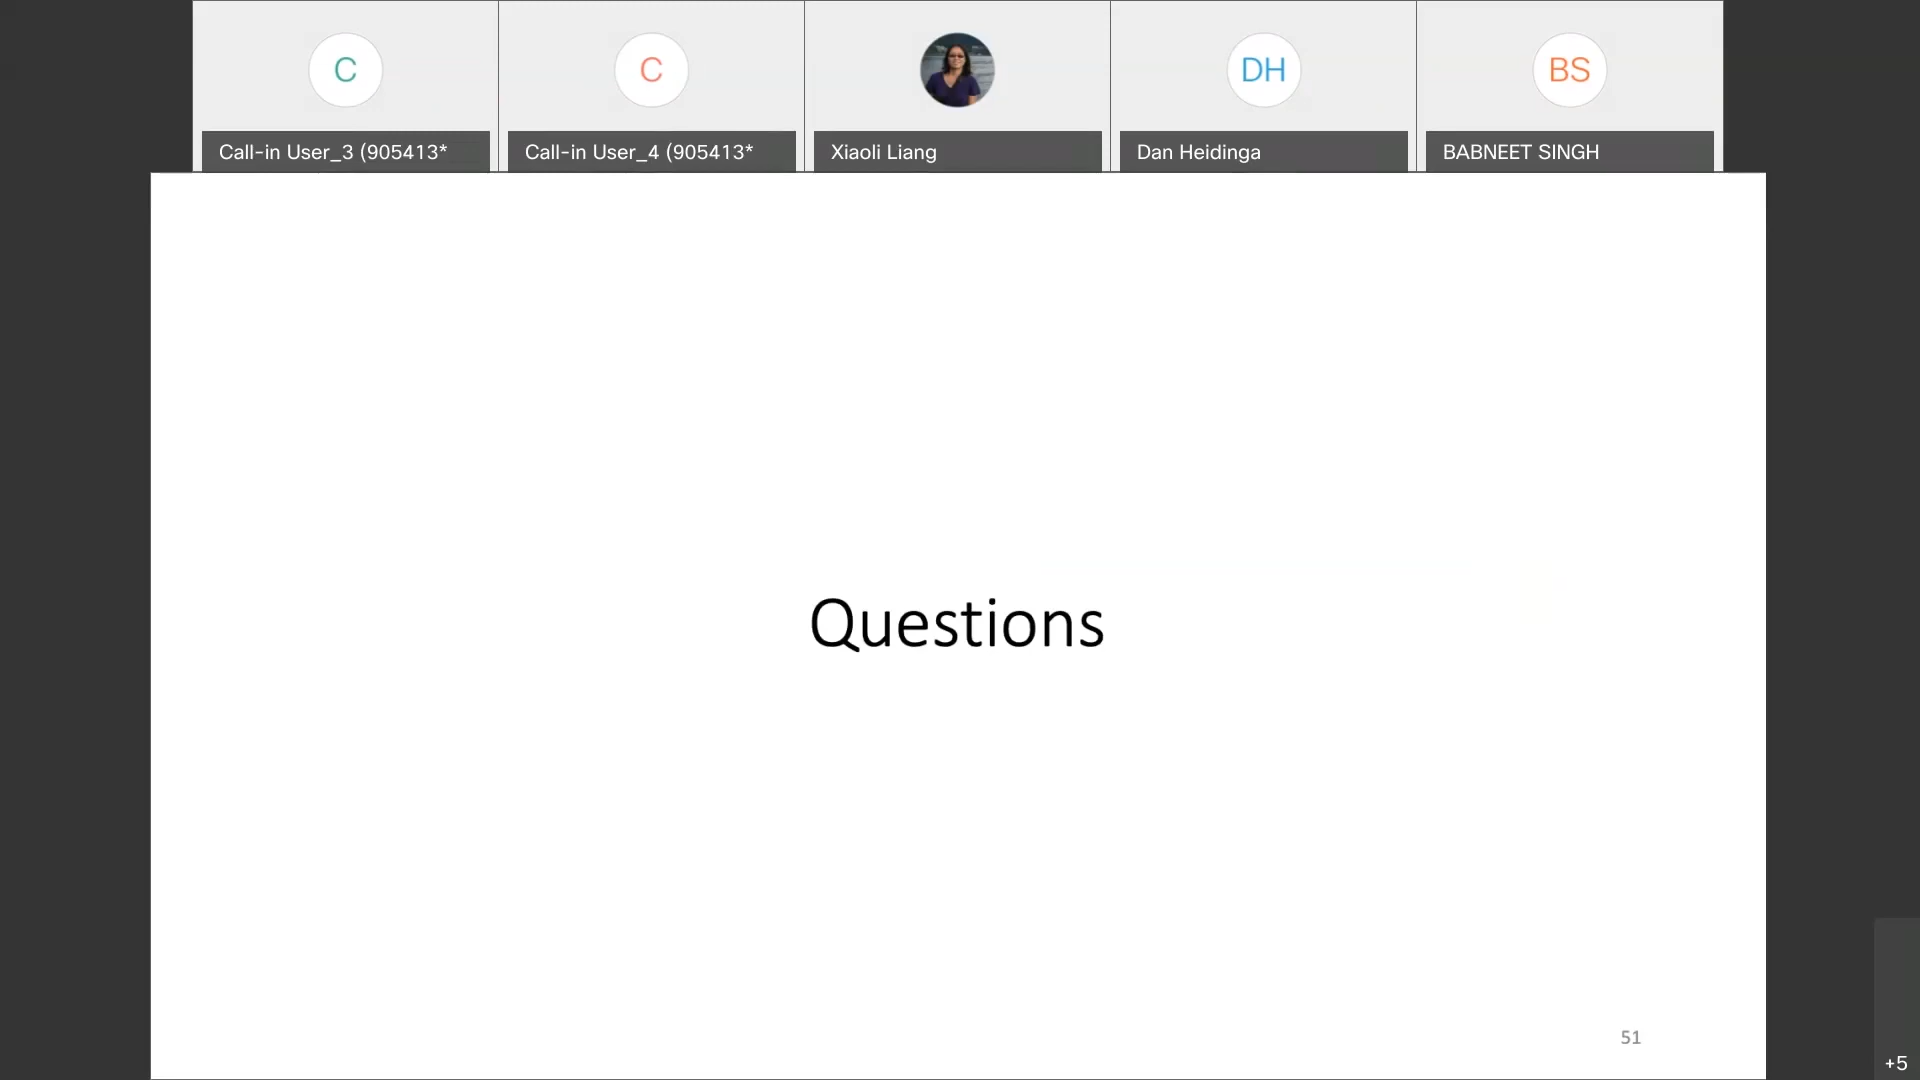 C
C
DH
BS
Call-in User_3 (905413*
Call-in User_4 (905413*
Xiaoli Liang
Dan Heidinga
BABNEET SINGH
Questions
51
+5